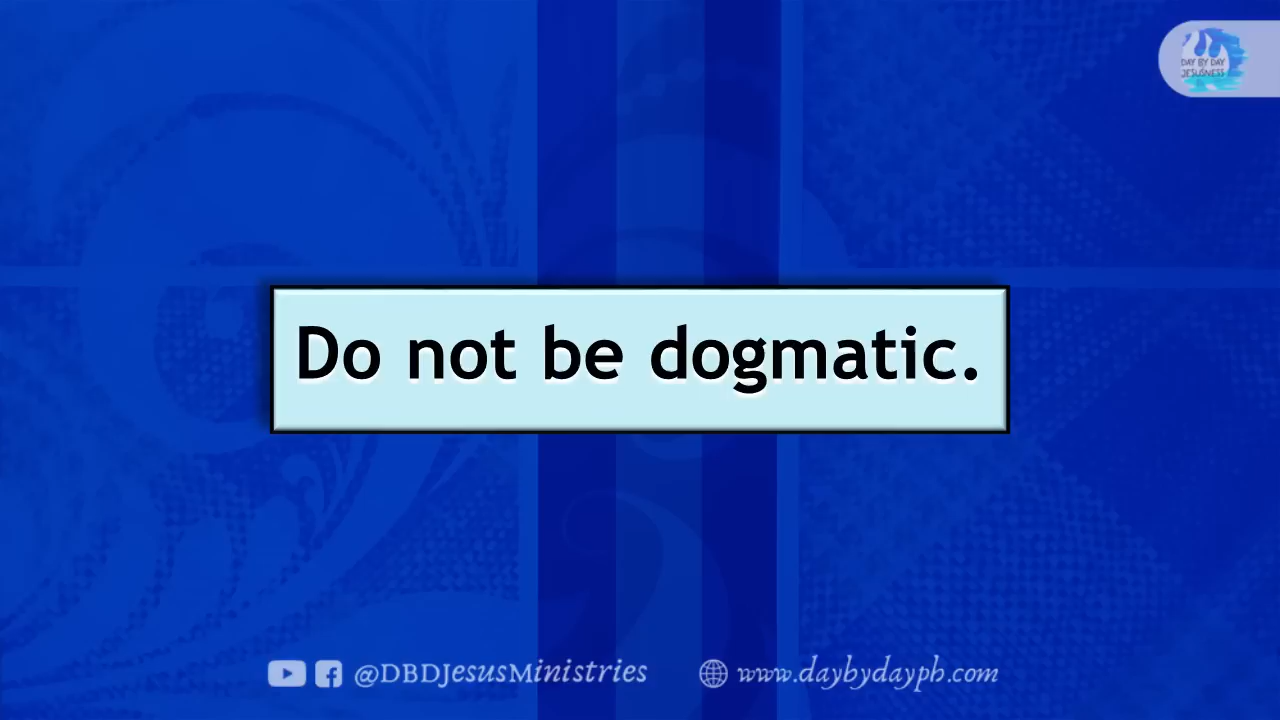 DAY BY DAY
JESUSNESS
Do not be dogmatic.
@DBDJesusMinistries
www.daybydayph.com